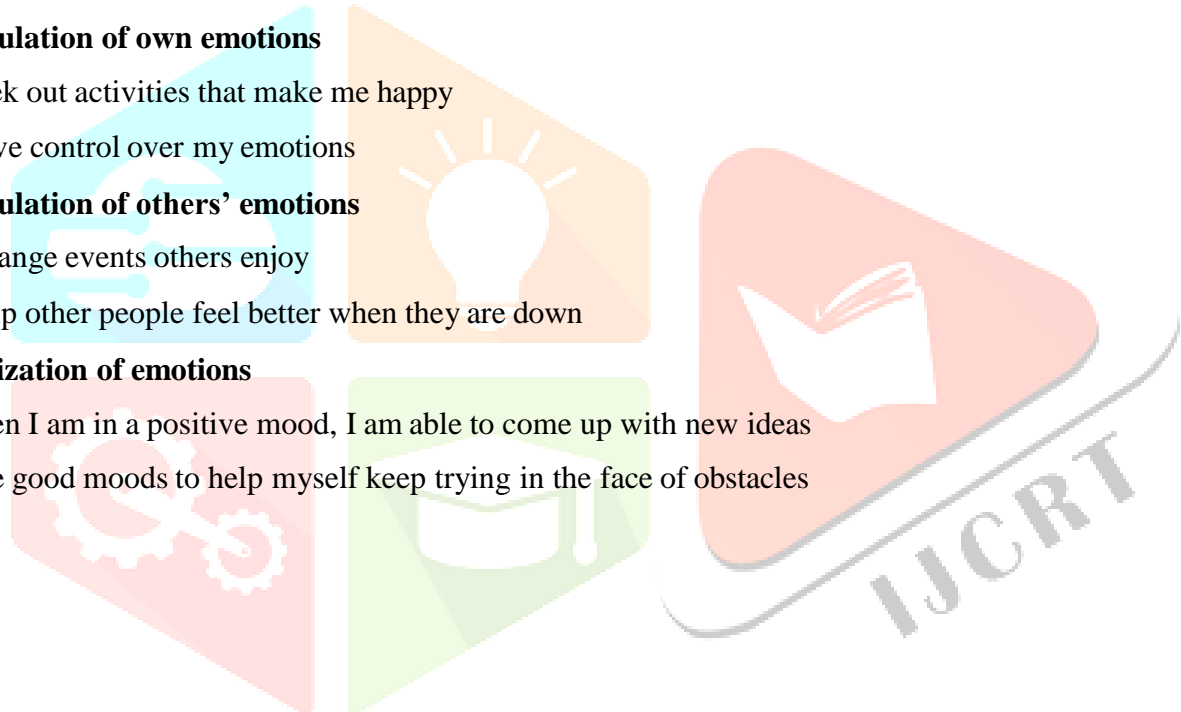 ulation of own emotions
ek out activities that make me happy
ve control over my emotions
ulation of others’ emotions
ange events others enjoy
p other people feel better when they are down
ization of emotions
en I am in a positive mood, I am able to come up with new ideas
e good moods to help myself keep trying in the face of obstacles
IJCRT